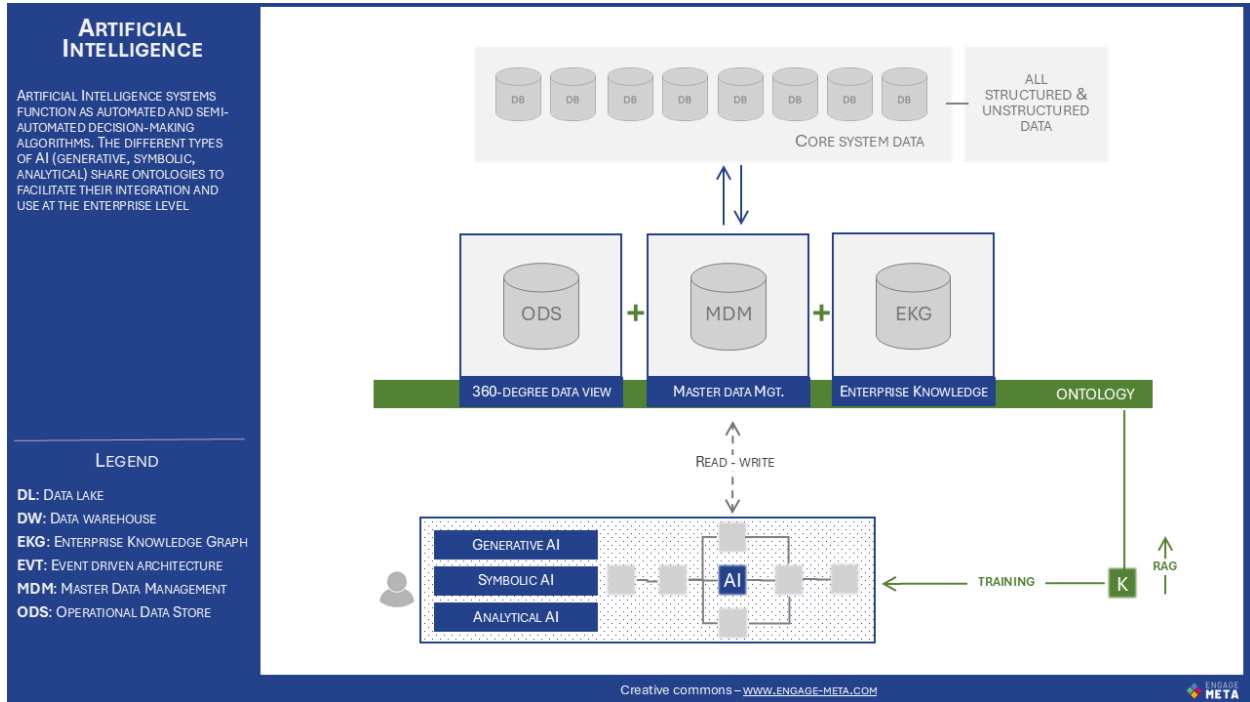 ARTIFICIAL
INTELLIGENCE
ARTIFICIAL INTELLIGENCE SYSTEMS
FUNCTION AS AUTOMATED AND SEMI-
AUTOMATED DECISION-MAKING
ALGORITHMS. THE DIFFERENT TYPES
OF AI (GENERATIVE, SYMBOLIC,
ANALYTICAL) SHARE ONTOLOGIES TO
FACILITATE THEIR INTEGRATION AND
USE AT THE ENTERPRISE LEVEL
LEGEND
DL: DATA LAKE
DW: DATA WAREHOUSE
EKG: ENTERPRISE KNOWLEDGE GRAPH
EVT: EVENT DRIVEN ARCHITECTURE
MDM: MASTER DATA MANAGEMENT
ODS: OPERATIONAL DATA STORE
DB DB DB DB DB DB DB DB
CORE SYSTEM DATA
ALL
STRUCTURED &
UNSTRUCTURED
DATA
ODS + MDM + EKG
360-DEGREE DATA VIEW MASTER DATA MGT. ENTERPRISE KNOWLEDGE ONTOLOGY
READ - WRITE
GENERATIVE AI
SYMBOLIC AI
ANALYTICAL AI
AI
TRAINING
K
RAG
Creative commons – WWW.ENGAGE-META.COM
ENGAGE
META